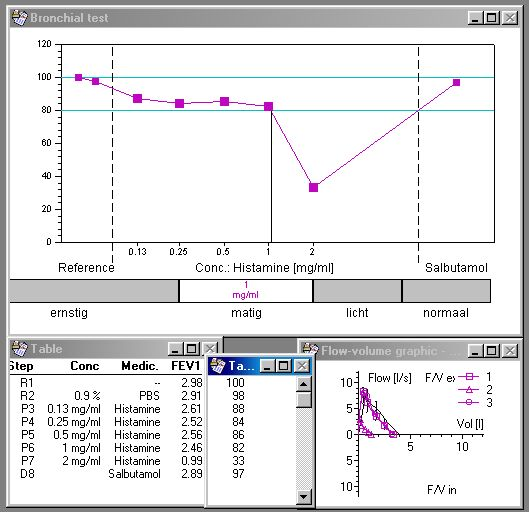 Bronchial test
120
100
80
60
40
20
0
0.13 0.25 0.5 1 2
Reference Conc.: Histamine [mg/ml] Salbutamol
1
mg/ml
ernstig matig licht normaal
Table
Step Conc Medic. FEV1
R1 -- 2.98
R2 0.9 % PBS 2.91
P3 0.13 mg/ml Histamine 2.61
P4 0.25 mg/ml Histamine 2.52
P5 0.5 mg/ml Histamine 2.56
P6 1 mg/ml Histamine 2.46
P7 2 mg/ml Histamine 0.99
D8 Salbutamol 2.89
Ta...
100
98
88
84
86
82
33
97
Flow-volume graphic - ...
Flow [l/s] F/V ex 1
2
3
10
5
0
5
10
Vol [l]
5 10
F/V in